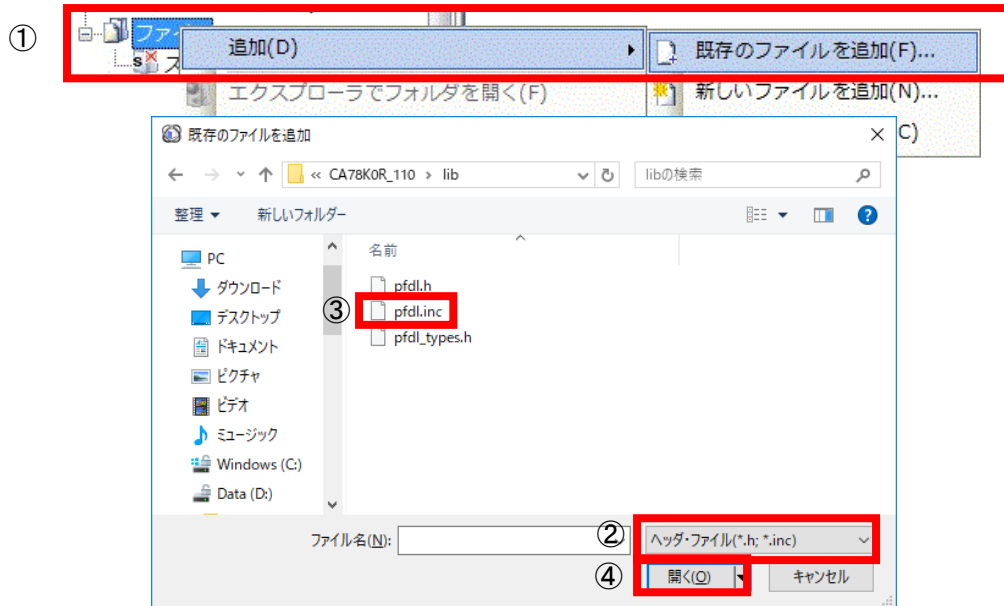 ①
ファイ
追加(D)
既存のファイルを追加(F)...
ス
エクスプローラでフォルダを開く(F)
新しいファイルを追加(N)...
C)
既存のファイルを追加
« CA78K0R_110 › lib
libの検索
整理
新しいフォルダー
PC
名前
ダウンロード
pfdl.h
デスクトップ
③
pfdl.inc
ドキュメント
pfdl_types.h
ピクチャ
ビデオ
ミュージック
Windows (C:)
Data (D:)
ファイル名(N):
②
ヘッダ・ファイル(*.h; *.inc)
④
開く(O)
キャンセル